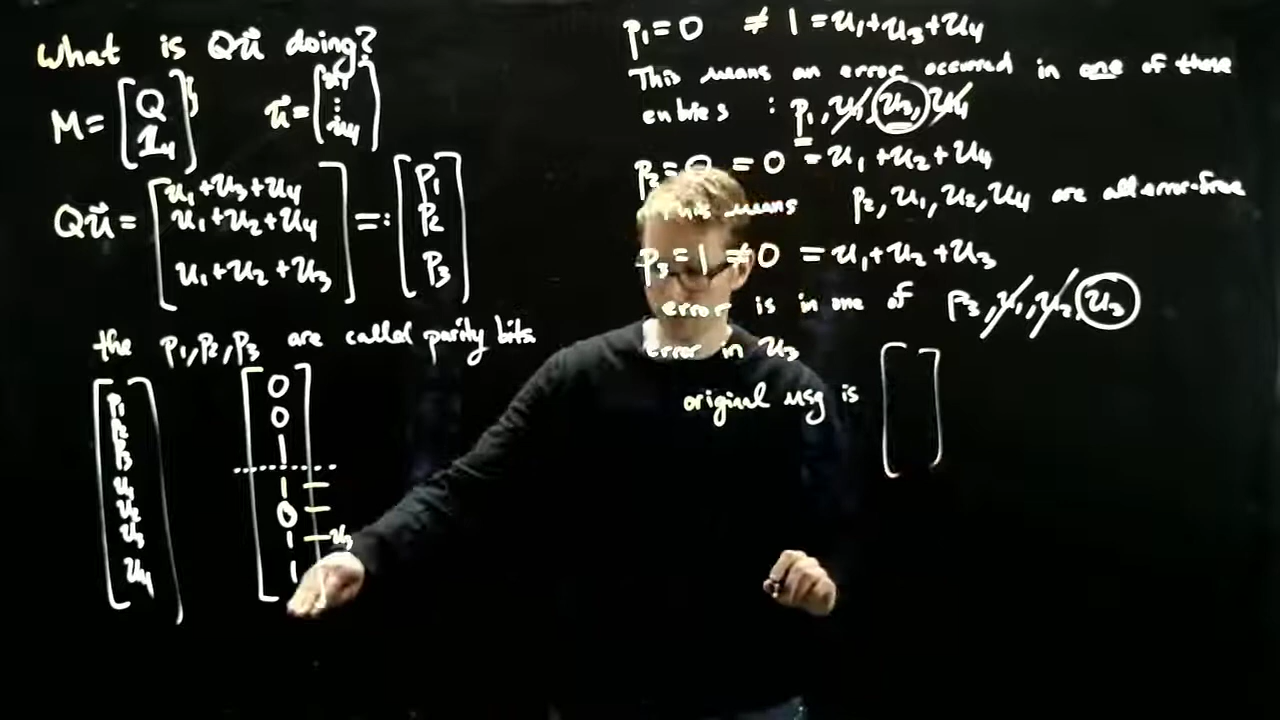 What is Qu⃗ doing?
M = [Q 1₄]
u⃗ = [u₁ ⋮ u₄]
Qu⃗ = [u₁+u₃+u₄
u₁+u₂+u₄
u₁+u₂+u₃] =: [p₁
p₂
p₃]
the p₁,p₂,p₃ are called parity bits
[p₁ p₂ p₃ u₁ u₂ u₃ u₄]
[0
0
1
1 –
0 –
1 – u₃
1]
p₁=0 ≠ 1 = u₁+u₃+u₄
This means an error occurred in one of these
entries : p₁, u₁, u₃, u₄
p₂=0 = 0 = u₁+u₂+u₄
This means p₂, u₁, u₂, u₄ are all error-free
p₃=1 ≠ 0 = u₁+u₂+u₃
error is in one of p₃, u₁, u₂, u₃
error in u₃
original msg is [ ]